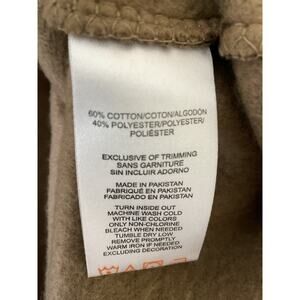 60% COTTON/COTON/ALGODÓN
40% POLYESTER/POLYESTER/
POLIÉSTER
EXCLUSIVE OF TRIMMING
SANS GARNITURE
SIN INCLUIR ADORNO
MADE IN PAKISTAN
FABRIQUÉ EN PAKISTAN
FABRICADO EN PAKISTAN
TURN INSIDE OUT
MACHINE WASH COLD
WITH LIKE COLORS
ONLY NON-CHLORINE
BLEACH WHEN NEEDED
TUMBLE DRY LOW
REMOVE PROMPTLY
WARM IRON IF NEEDED
EXCLUDING DECORATION